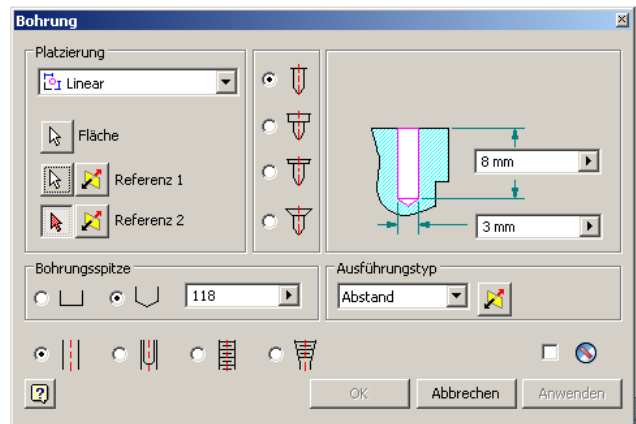 Bohrung
Platzierung
Linear
Fläche
Referenz 1
Referenz 2
8 mm
3 mm
Bohrungsspitze
118
Ausführungstyp
Abstand
OK
Abbrechen
Anwenden